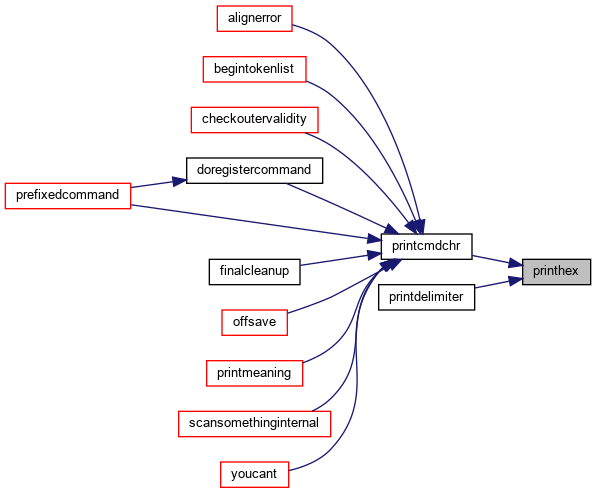 alignerror
begintokenlist
checkoutervalidity
doregistercommand
prefixedcommand
printcmdchr
finalcleanup
printhex
printdelimiter
offsave
printmeaning
scansomethinginternal
youcant